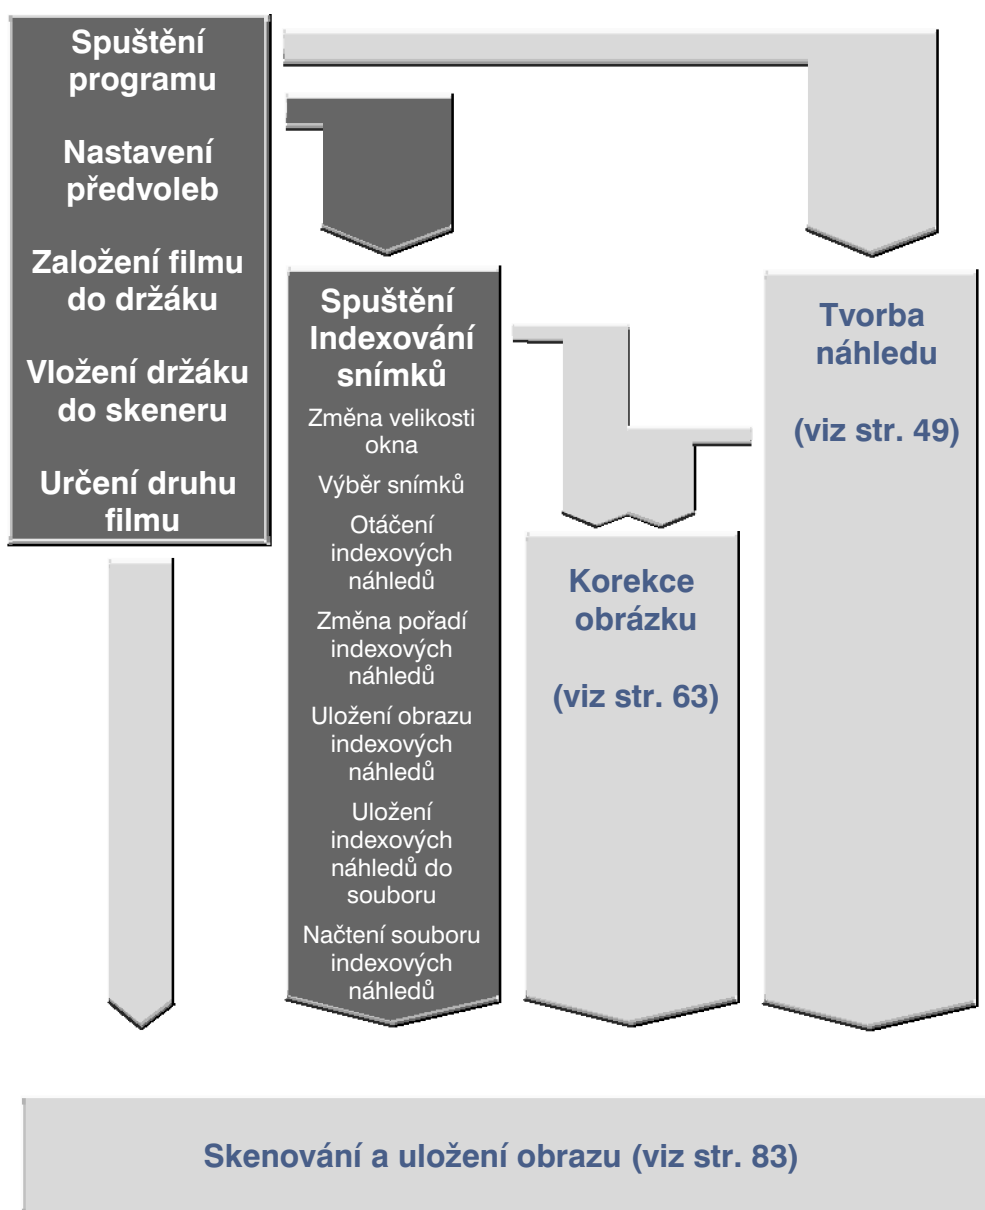 Spuštění
programu
Nastavení
předvoleb
Založení filmu
do držáku
Vložení držáku
do skeneru
Určení druhu
filmu
Spuštění
Indexování
snímků
Změna velikosti
okna
Výběr snímků
Otáčení
indexových
náhledů
Změna pořadí
indexových
náhledů
Uložení obrazu
indexových
náhledů
Uložení
indexových
náhledů do
souboru
Načtení souboru
indexových
náhledů
Korekce
obrázku
(viz str. 63)
Tvorba
náhledu
(viz str. 49)
Skenování a uložení obrazu (viz str. 83)